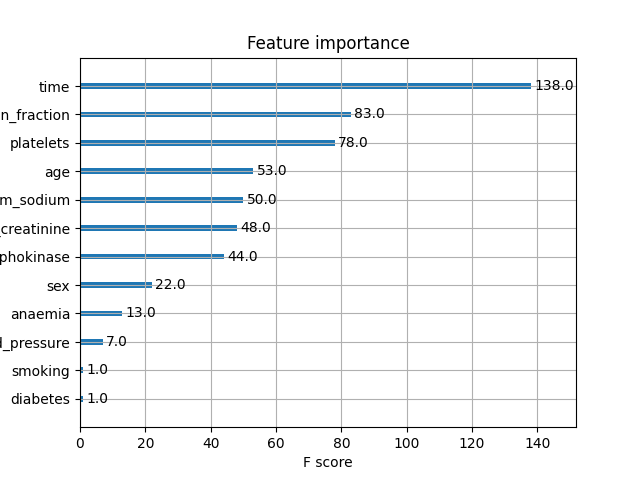 Feature importance
time 138.0
n_fraction 83.0
platelets 78.0
age 53.0
m_sodium 50.0
creatinine 48.0
phokinase 44.0
sex 22.0
anaemia 13.0
d_pressure 7.0
smoking 1.0
diabetes 1.0
0 20 40 60 80 100 120 140
F score